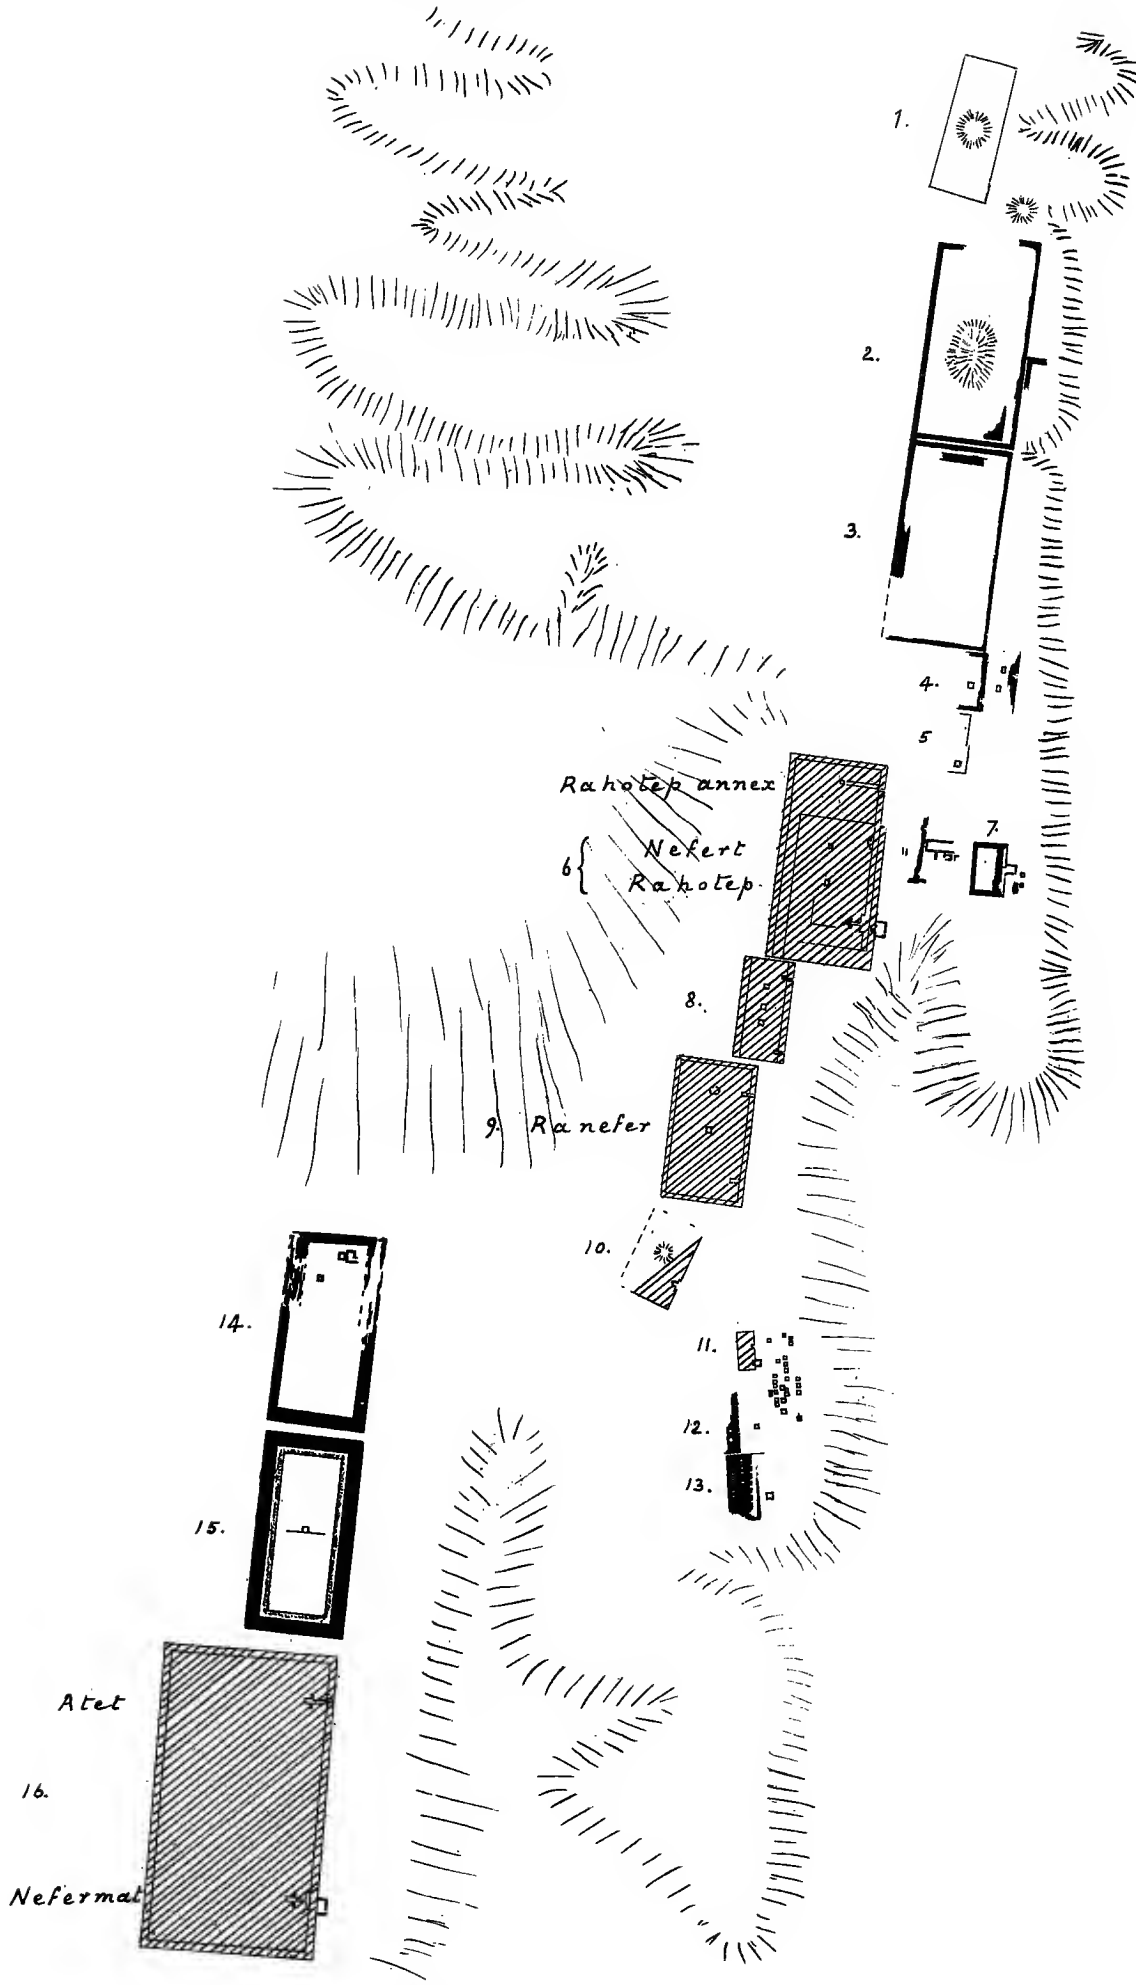 1.
2.
3.
4.
5
Rahotep annex
6 { Nefert
Rahotep.
7.
8.
9. Ranefer
10.
11.
12.
13.
14.
15.
Atet
16.
Nefermat